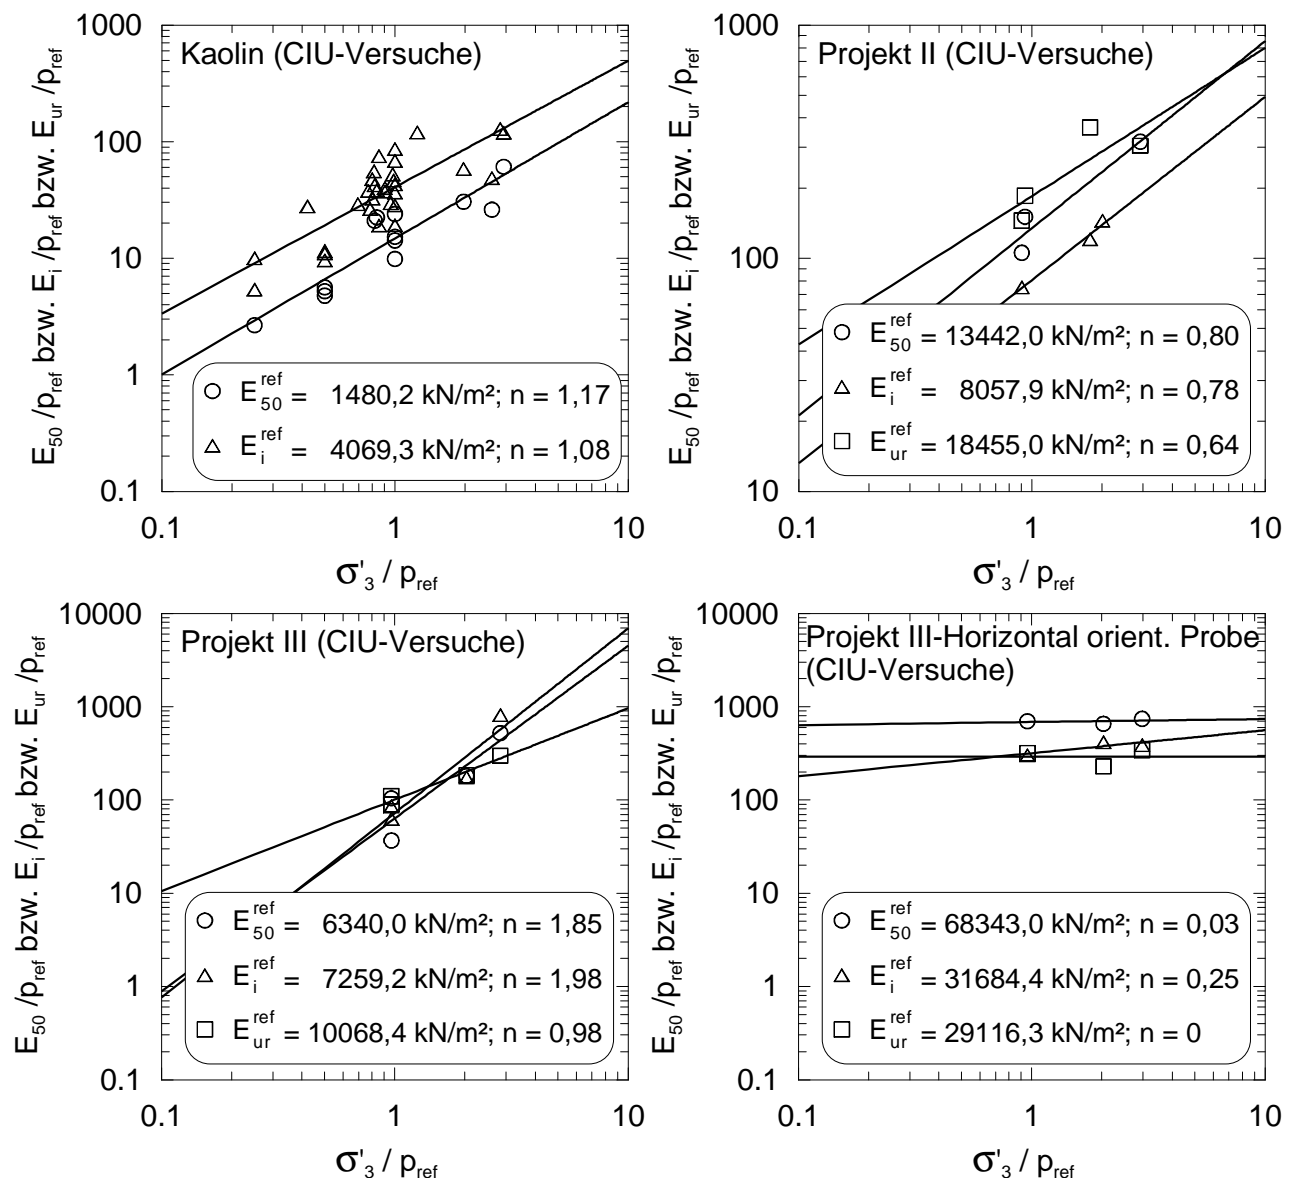 Kaolin (CIU-Versuche)
E50 /pref bzw. Ei /pref bzw. Eur /pref
1000
100
10
1
0.1
E50ref = 1480,2 kN/m²; n = 1,17
Eiref = 4069,3 kN/m²; n = 1,08
0.1 1 10
σ'3 / pref
Projekt II (CIU-Versuche)
E50 /pref bzw. Ei /pref bzw. Eur /pref
1000
100
10
E50ref = 13442,0 kN/m²; n = 0,80
Eiref = 8057,9 kN/m²; n = 0,78
Eurref = 18455,0 kN/m²; n = 0,64
0.1 1 10
σ'3 / pref
Projekt III (CIU-Versuche)
E50 /pref bzw. Ei /pref bzw. Eur /pref
10000
1000
100
10
1
0.1
E50ref = 6340,0 kN/m²; n = 1,85
Eiref = 7259,2 kN/m²; n = 1,98
Eurref = 10068,4 kN/m²; n = 0,98
0.1 1 10
σ'3 / pref
Projekt III-Horizontal orient. Probe
(CIU-Versuche)
E50 /pref bzw. Ei /pref bzw. Eur /pref
10000
1000
100
10
1
0.1
E50ref = 68343,0 kN/m²; n = 0,03
Eiref = 31684,4 kN/m²; n = 0,25
Eurref = 29116,3 kN/m²; n = 0
0.1 1 10
σ'3 / pref